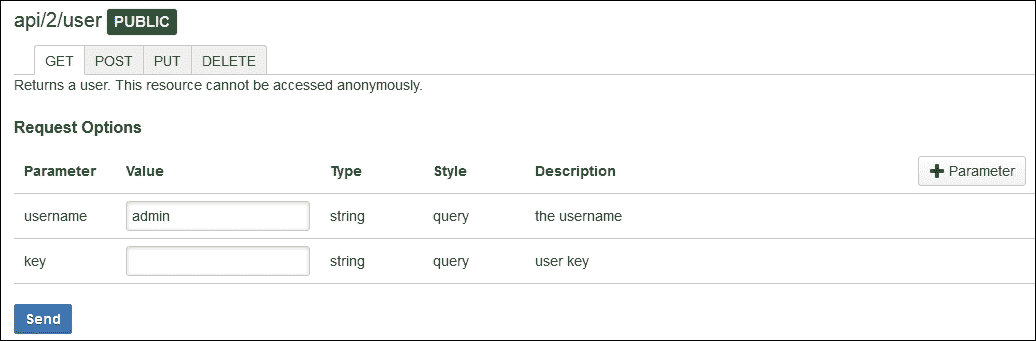 api/2/user PUBLIC
GET POST PUT DELETE
Returns a user. This resource cannot be accessed anonymously.
Request Options
Parameter Value Type Style Description + Parameter
username admin string query the username
key string query user key
Send